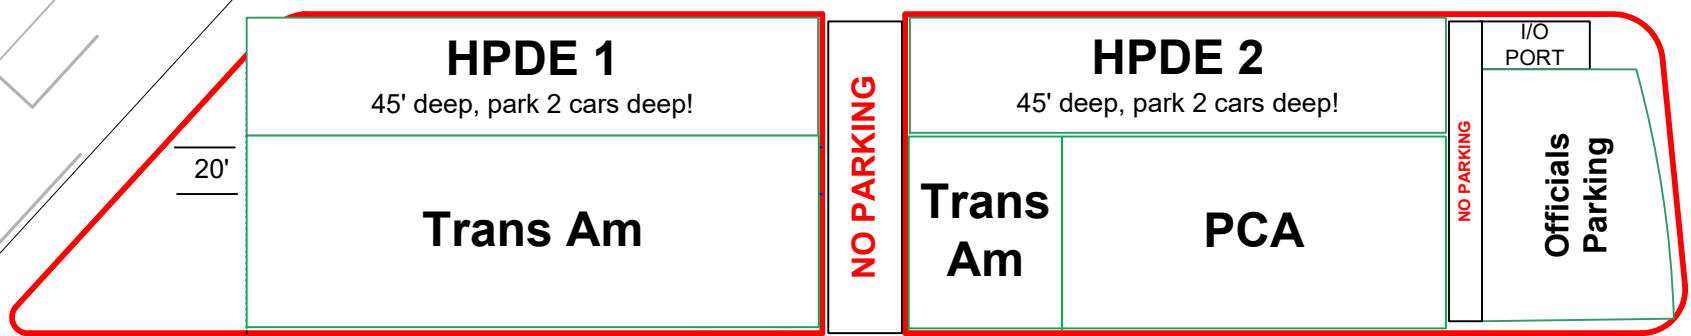 HPDE 1
45' deep, park 2 cars deep!
20'
Trans Am
NO PARKING
HPDE 2
45' deep, park 2 cars deep!
Trans
Am
PCA
NO PARKING
I/O
PORT
Officials
Parking